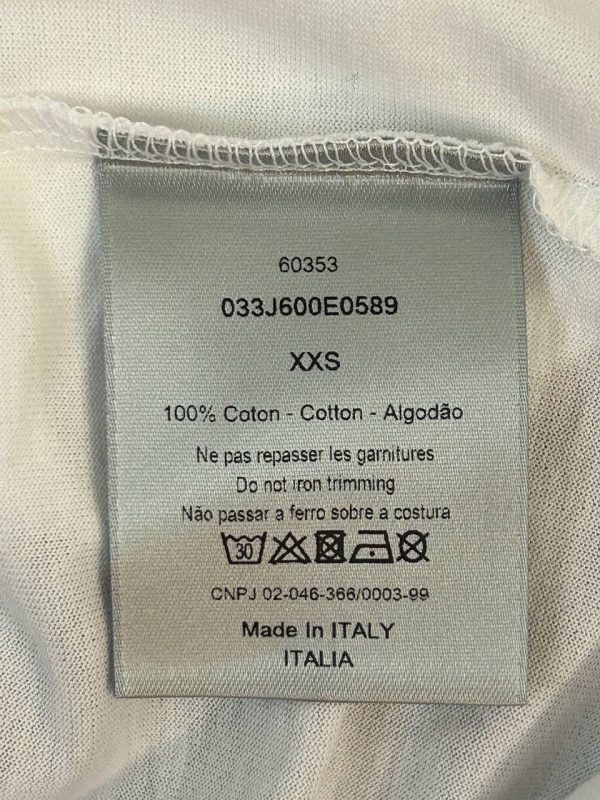 60353
033J600E0589
XXS
100% Coton - Cotton - Algodão
Ne pas repasser les garnitures
Do not iron trimming
Não passar a ferro sobre a costura
30
CNPJ 02-046-366/0003-99
Made In ITALY
ITALIA